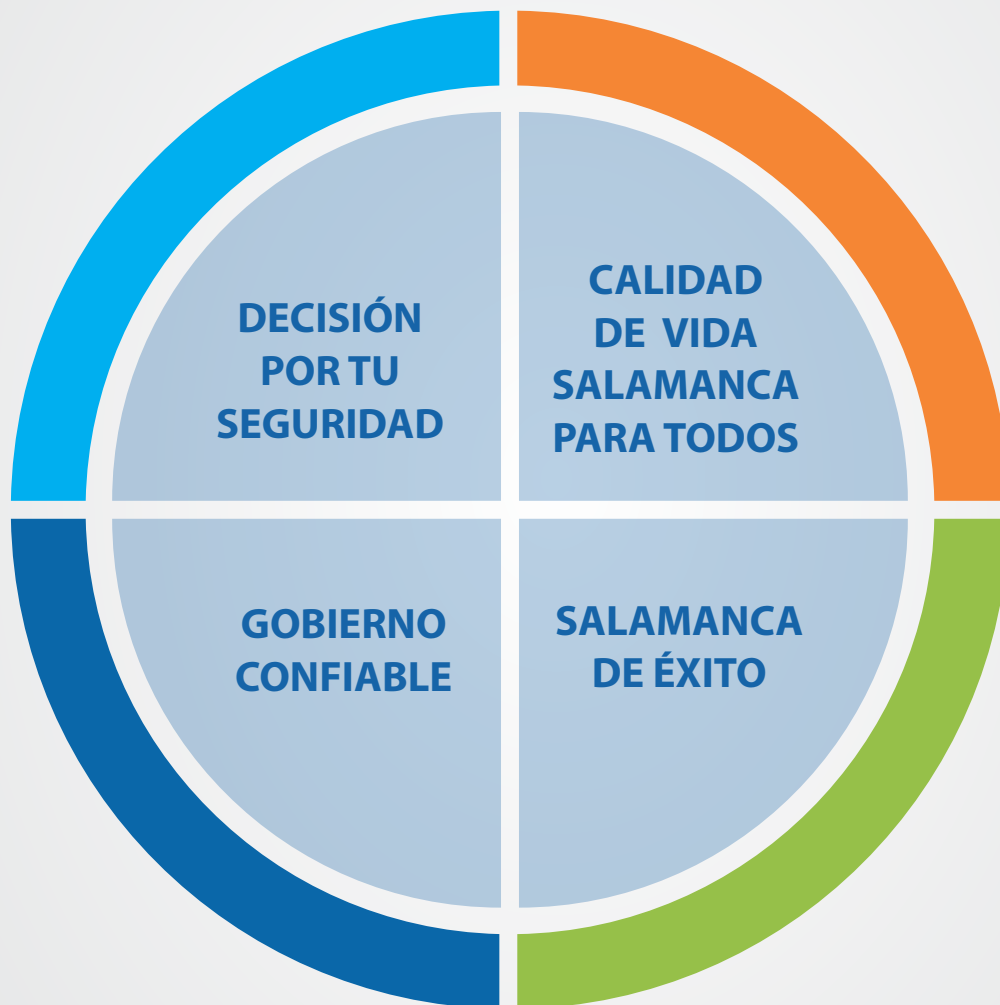 DECISIÓN
POR TU
SEGURIDAD
CALIDAD
DE VIDA
SALAMANCA
PARA TODOS
GOBIERNO
CONFIABLE
SALAMANCA
DE ÉXITO